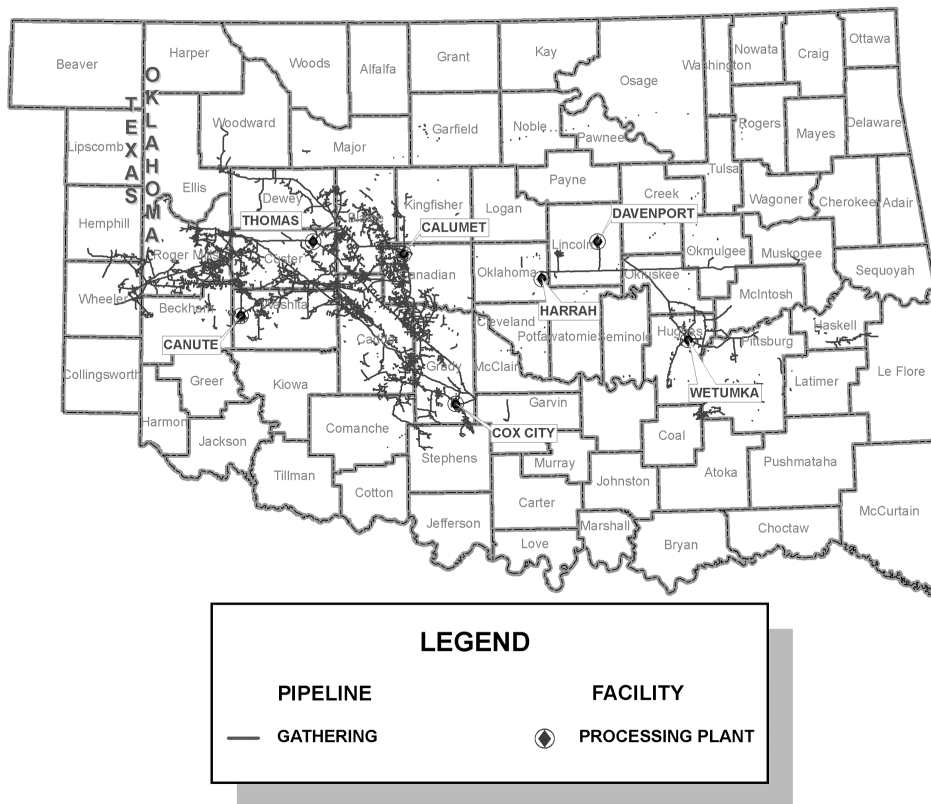 Ottawa
Nowata
Craig
Kay
Harper
Grant
Woods
Beaver
Washington
Alfalfa
Osage
OKLAHOMA
TEXAS
Woodward
Garfield
Noble
Rogers
Delaware
Mayes
Pawnee
Lipscomb
Major
Tulsa
Payne
Ellis
Creek
Dewey
Wagoner
Cherokee
Adair
Kingfisher
Logan
THOMAS
Blaine
DAVENPORT
Hemphill
CALUMET
Lincoln
Okmulgee
Muskogee
Roger Mills
Custer
Oklahoma
Canadian
Okfuskee
Sequoyah
Wheeler
McIntosh
Beckham
Washita
HARRAH
Cleveland
Haskell
Pottawatomie
Seminole
Hughes
Pittsburg
CANUTE
Caddo
Grady
McClain
Collingsworth
Greer
Kiowa
Latimer
Le Flore
WETUMKA
Garvin
Harmon
Comanche
COX CITY
Coal
Jackson
Stephens
Murray
Pushmataha
Atoka
Tillman
Johnston
Cotton
Carter
McCurtain
Jefferson
Marshall
Choctaw
Love
Bryan
LEGEND
PIPELINE
FACILITY
GATHERING
PROCESSING PLANT